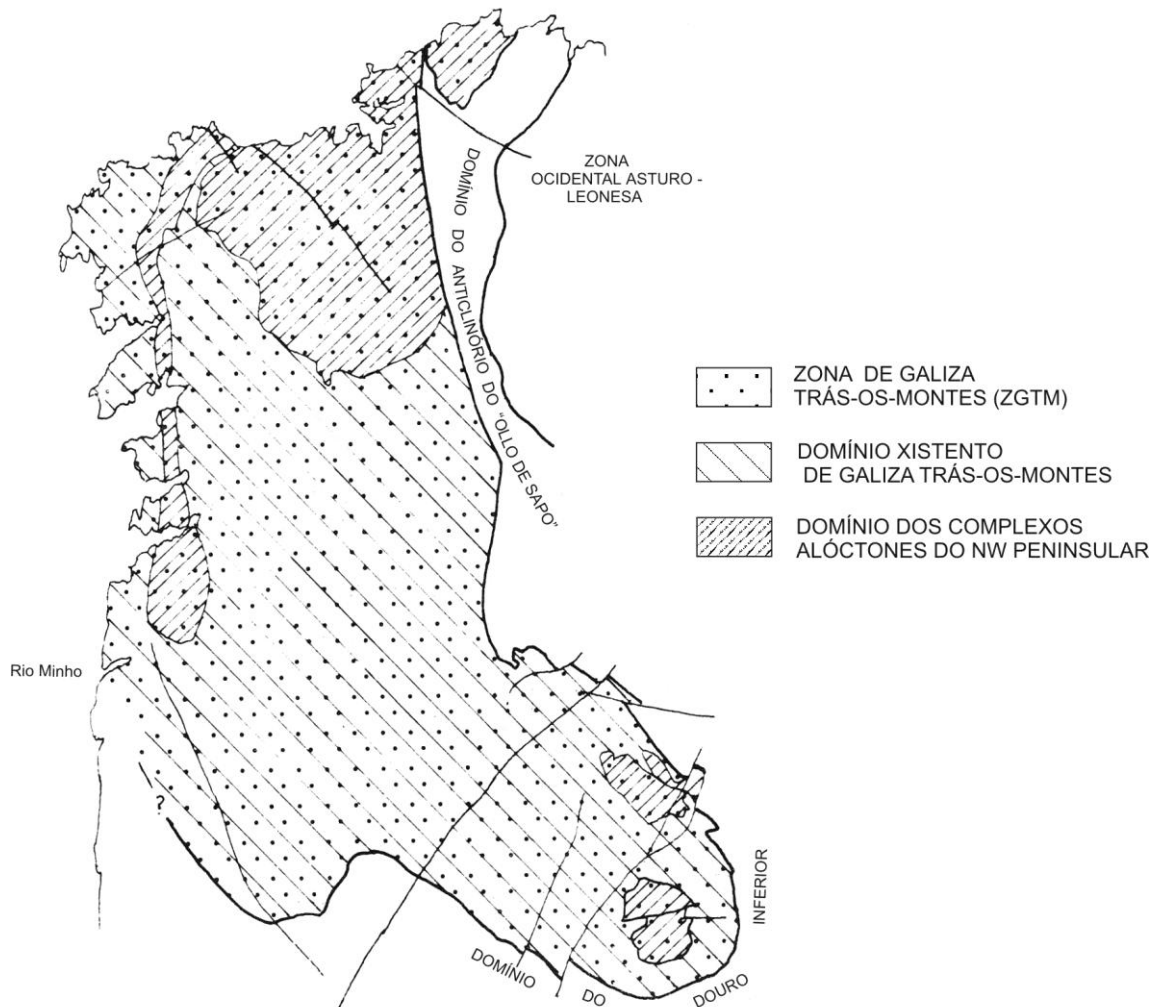 ZONA
OCIDENTAL ASTURO -
LEONESA
DOMÍNIO DO ANTICLINÓRIO DO "OLLO DE SAPO"
ZONA DE GALIZA
TRÁS-OS-MONTES (ZGTM)
DOMÍNIO XISTENTO
DE GALIZA TRÁS-OS-MONTES
DOMÍNIO DOS COMPLEXOS
ALÓCTONES DO NW PENINSULAR
Rio Minho
?
DOMÍNIO DO DOURO INFERIOR